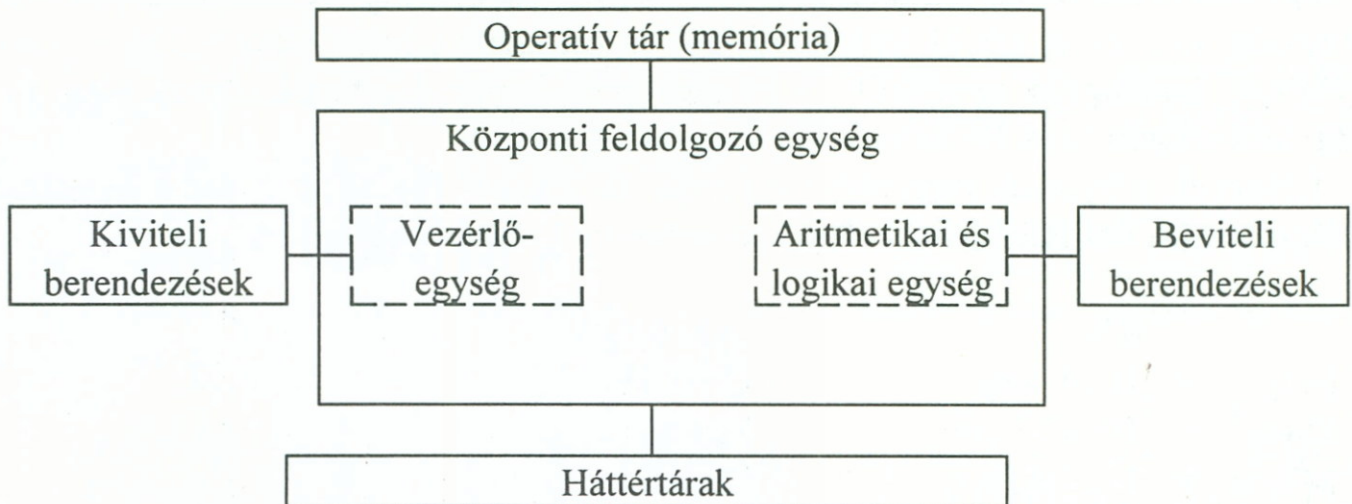 Operatív tár (memória)
Központi feldolgozó egység
Kiviteli
berendezések
Vezérlő-
egység
Aritmetikai és
logikai egység
Beviteli
berendezések
Háttértárak